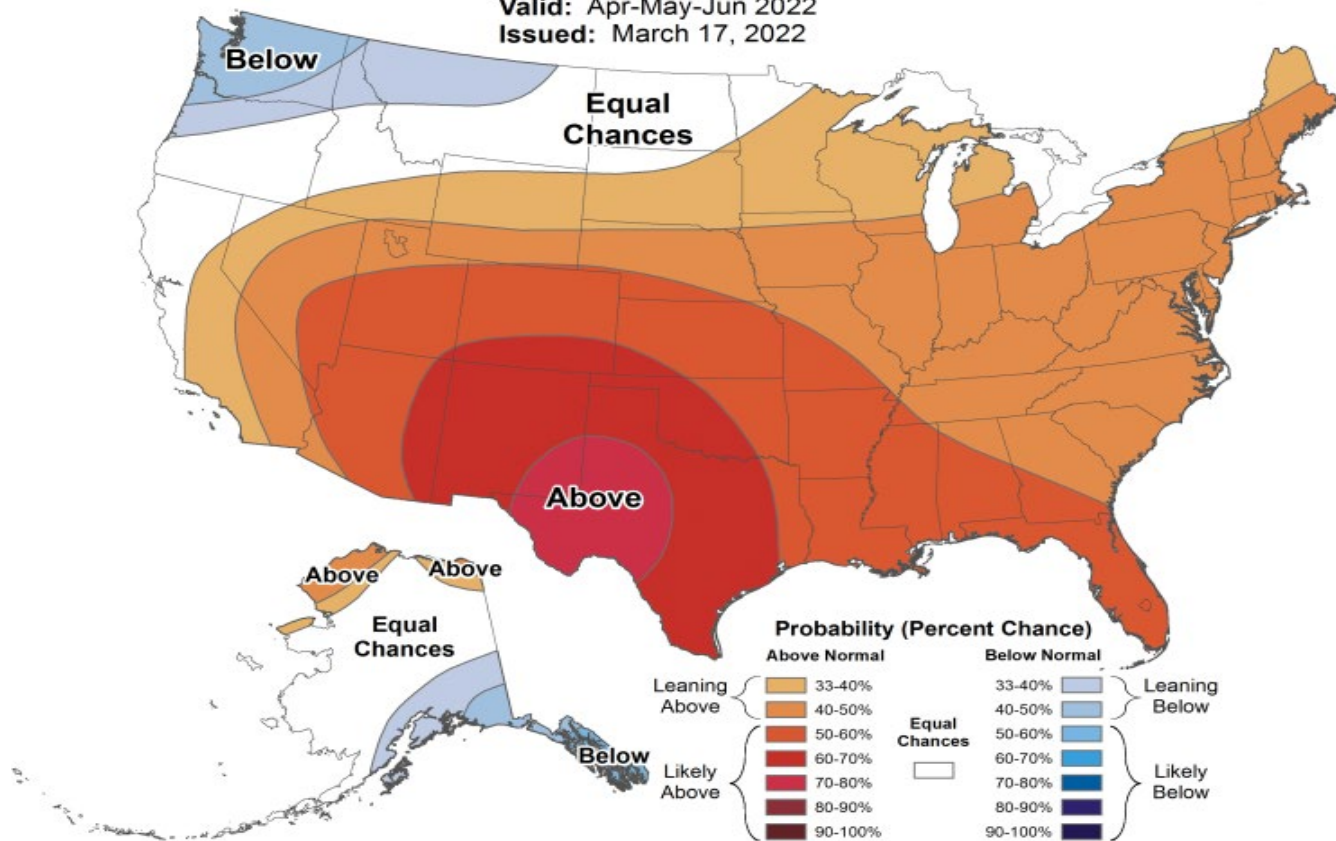 Valid: Apr-May-Jun 2022
Issued: March 17, 2022
Below
Equal
Chances
Above
Above
Above
Equal
Chances
Below
Probability (Percent Chance)
Above Normal
Below Normal
Leaning
Above
33-40%
40-50%
Likely
Above
50-60%
60-70%
70-80%
80-90%
90-100%
Equal
Chances
33-40%
40-50%
Leaning
Below
50-60%
60-70%
70-80%
80-90%
90-100%
Likely
Below